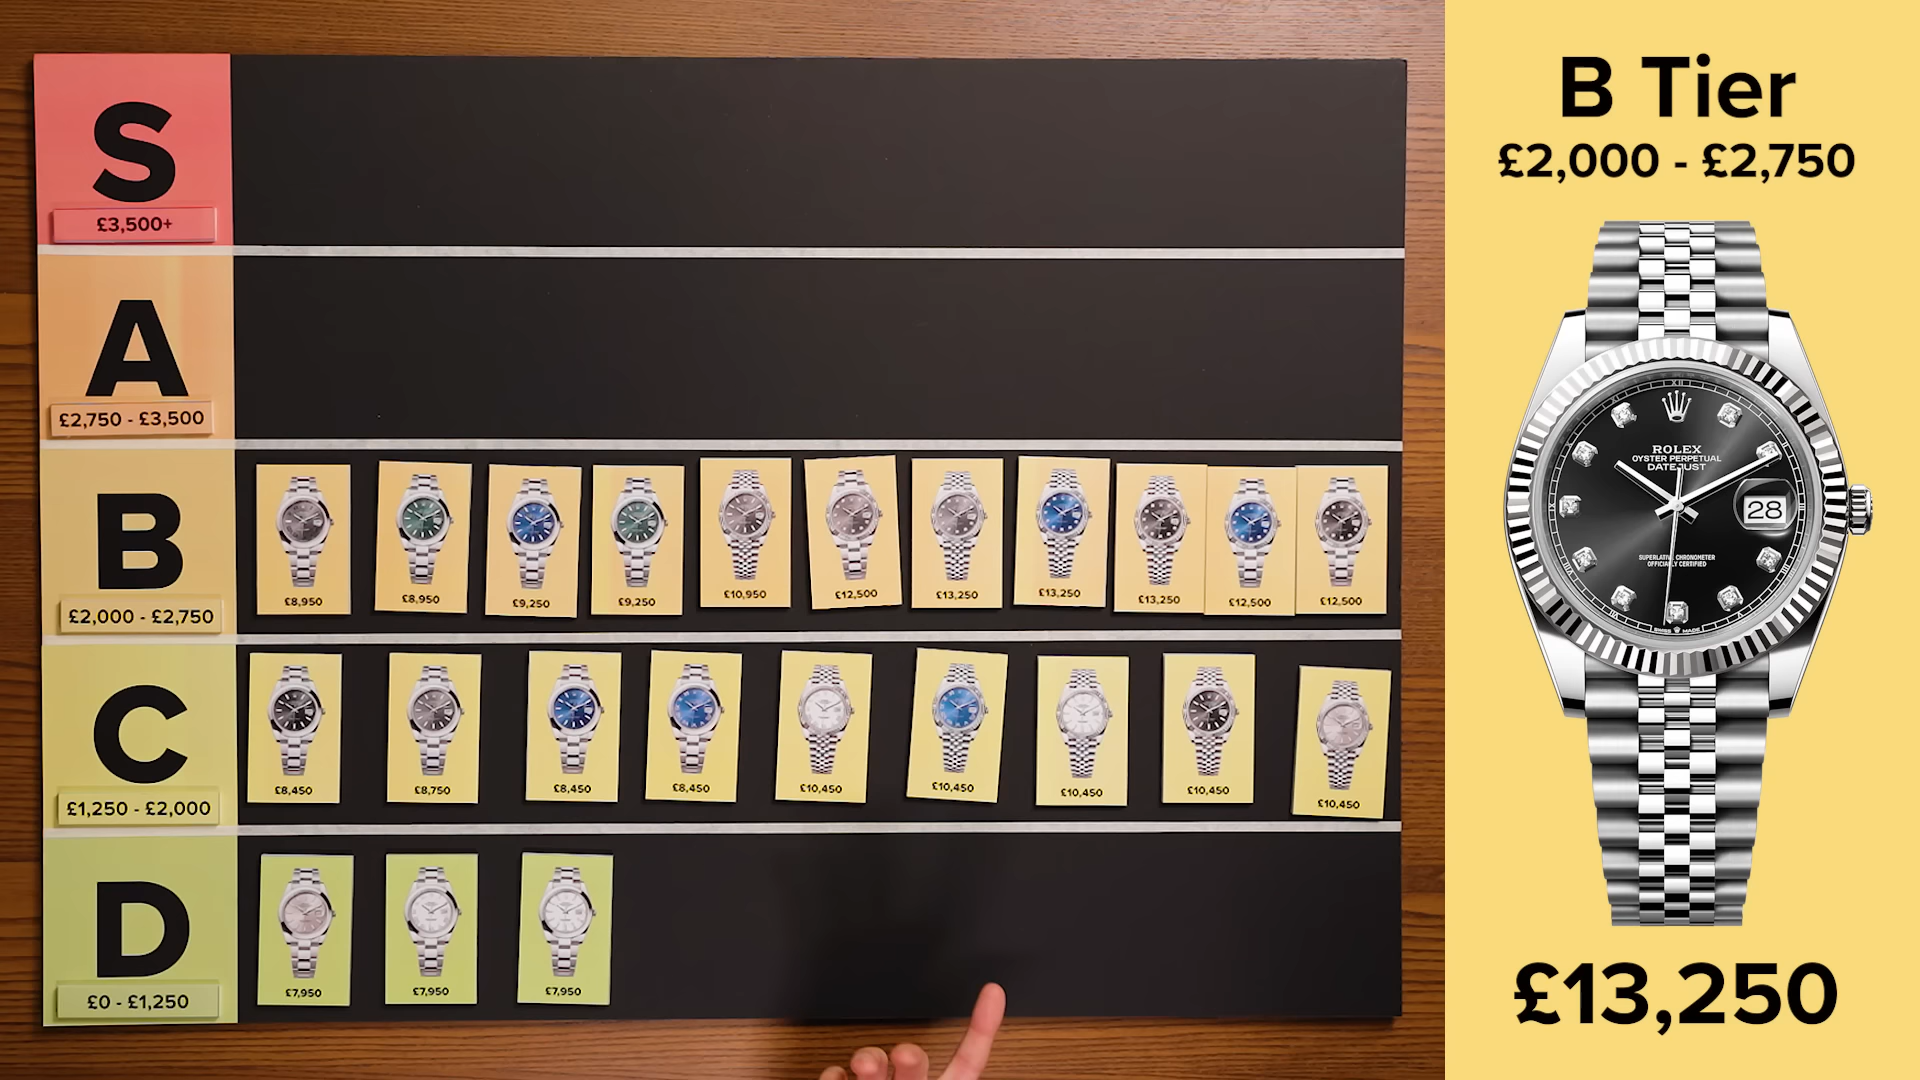 S
£3,500+
A
£2,750 - £3,500
B
£2,000 - £2,750
£8,950
£8,950
£9,250
£9,250
£10,950
£12,500
£13,250
£13,250
£13,250
£12,500
£12,500
C
£1,250 - £2,000
£8,450
£8,750
£8,450
£8,450
£10,450
£10,450
£10,450
£10,450
£10,450
D
£0 - £1,250
£7,950
£7,950
£7,950
B Tier
£2,000 - £2,750
ROLEX
OYSTER PERPETUAL
DATEJUST
28
SUPERLATIVE CHRONOMETER
OFFICIALLY CERTIFIED
SWISS MADE
£13,250